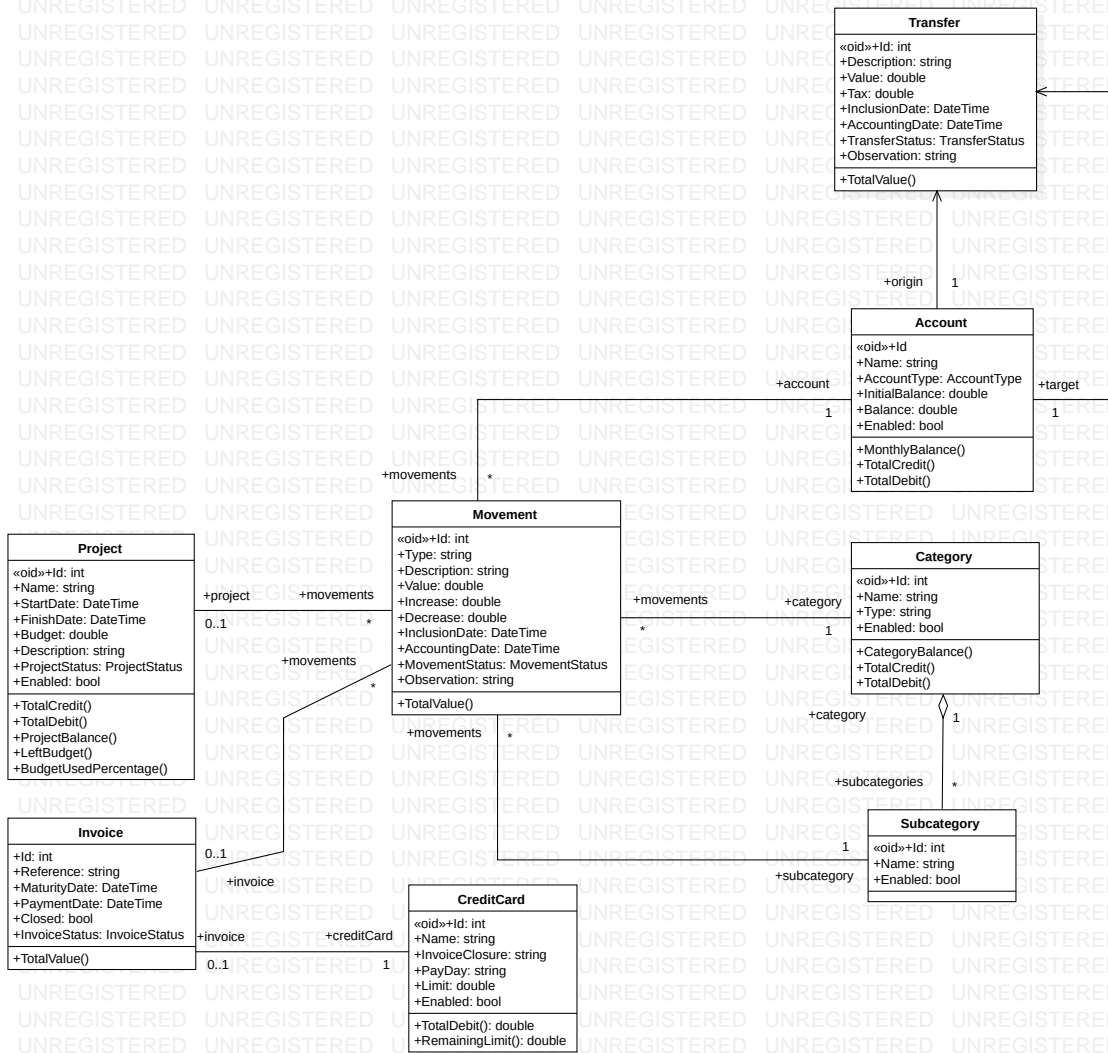 Transfer
«oid»+Id: int
+Description: string
+Value: double
+Tax: double
+InclusionDate: DateTime
+AccountingDate: DateTime
+TransferStatus: TransferStatus
+Observation: string
+TotalValue()
+origin
1
Account
«oid»+Id
+Name: string
+AccountType: AccountType
+InitialBalance: double
+Balance: double
+Enabled: bool
+MonthlyBalance()
+TotalCredit()
+TotalDebit()
+account
1
+target
1
+movements
*
Movement
«oid»+Id: int
+Type: string
+Description: string
+Value: double
+Increase: double
+Decrease: double
+InclusionDate: DateTime
+AccountingDate: DateTime
+MovementStatus: MovementStatus
+Observation: string
+TotalValue()
Project
«oid»+Id: int
+Name: string
+StartDate: DateTime
+FinishDate: DateTime
+Budget: double
+Description: string
+ProjectStatus: ProjectStatus
+Enabled: bool
+TotalCredit()
+TotalDebit()
+ProjectBalance()
+LeftBudget()
+BudgetUsedPercentage()
+project
0..1
+movements
*
+movements
*
+movements
*
+category
1
Category
«oid»+Id: int
+Name: string
+Type: string
+Enabled: bool
+CategoryBalance()
+TotalCredit()
+TotalDebit()
+category
1
+subcategories
*
+movements
*
Subcategory
«oid»+Id: int
+Name: string
+Enabled: bool
1
+subcategory
Invoice
+Id: int
+Reference: string
+MaturityDate: DateTime
+PaymentDate: DateTime
+Closed: bool
+InvoiceStatus: InvoiceStatus
+TotalValue()
0..1
+invoice
+invoice
0..1
+creditCard
1
CreditCard
«oid»+Id: int
+Name: string
+InvoiceClosure: string
+PayDay: string
+Limit: double
+Enabled: bool
+TotalDebit(): double
+RemainingLimit(): double
UNREGISTERED